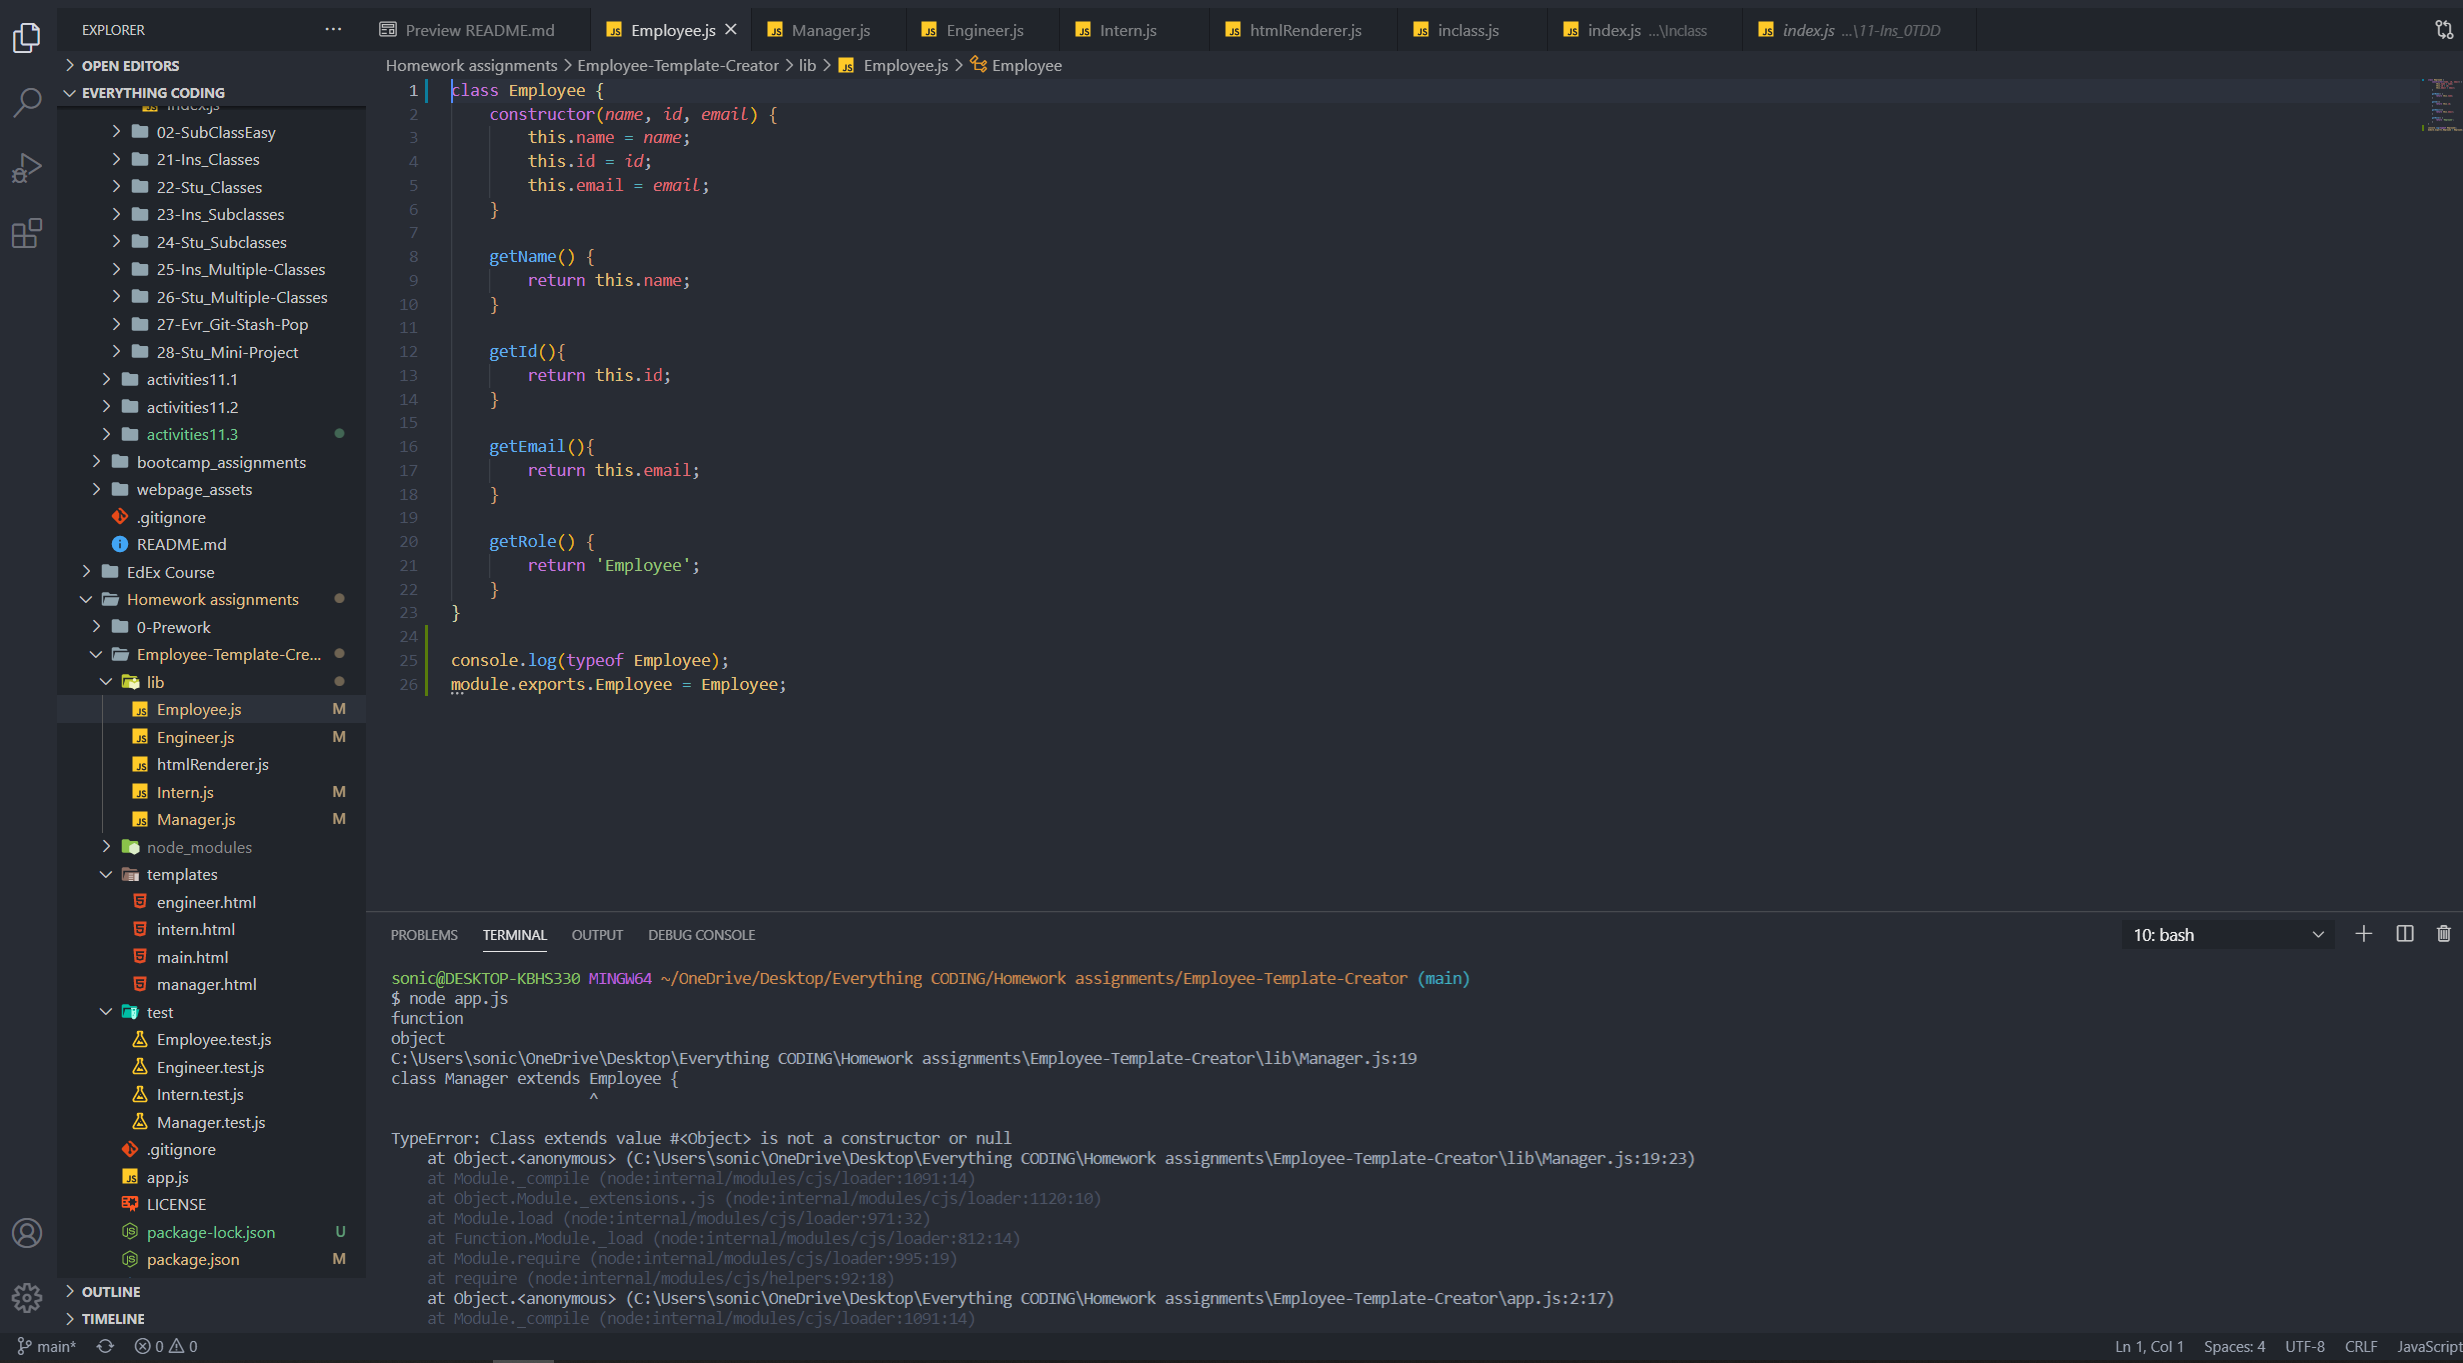 EXPLORER
Preview README.md
Employee.js
Manager.js
Engineer.js
Intern.js
htmlRenderer.js
inclass.js
index.js ...\Inclass
index.js ...\11-Ins_0TDD
OPEN EDITORS
EVERYTHING CODING
index.js
02-SubClassEasy
21-Ins_Classes
22-Stu_Classes
23-Ins_Subclasses
24-Stu_Subclasses
25-Ins_Multiple-Classes
26-Stu_Multiple-Classes
27-Evr_Git-Stash-Pop
28-Stu_Mini-Project
activities11.1
activities11.2
activities11.3
bootcamp_assignments
webpage_assets
.gitignore
README.md
EdEx Course
Homework assignments
0-Prework
Employee-Template-Cre...
lib
Employee.js M
Engineer.js M
htmlRenderer.js
Intern.js M
Manager.js M
node_modules
templates
engineer.html
intern.html
main.html
manager.html
test
Employee.test.js
Engineer.test.js
Intern.test.js
Manager.test.js
.gitignore
app.js
LICENSE
package-lock.json U
package.json M
OUTLINE
TIMELINE
Homework assignments > Employee-Template-Creator > lib > Employee.js > Employee
1 class Employee {
2 constructor(name, id, email) {
3 this.name = name;
4 this.id = id;
5 this.email = email;
6 }
7
8 getName() {
9 return this.name;
10 }
11
12 getId(){
13 return this.id;
14 }
15
16 getEmail(){
17 return this.email;
18 }
19
20 getRole() {
21 return 'Employee';
22 }
23 }
24
25 console.log(typeof Employee);
26 module.exports.Employee = Employee;
PROBLEMS TERMINAL OUTPUT DEBUG CONSOLE
10: bash
sonic@DESKTOP-KBHS330 MINGW64 ~/OneDrive/Desktop/Everything CODING/Homework assignments/Employee-Template-Creator (main)
$ node app.js
function
object
C:\Users\sonic\OneDrive\Desktop\Everything CODING\Homework assignments\Employee-Template-Creator\lib\Manager.js:19
class Manager extends Employee {
^
TypeError: Class extends value #<Object> is not a constructor or null
at Object.<anonymous> (C:\Users\sonic\OneDrive\Desktop\Everything CODING\Homework assignments\Employee-Template-Creator\lib\Manager.js:19:23)
at Module._compile (node:internal/modules/cjs/loader:1091:14)
at Object.Module._extensions..js (node:internal/modules/cjs/loader:1120:10)
at Module.load (node:internal/modules/cjs/loader:971:32)
at Function.Module._load (node:internal/modules/cjs/loader:812:14)
at Module.require (node:internal/modules/cjs/loader:995:19)
at require (node:internal/modules/cjs/helpers:92:18)
at Object.<anonymous> (C:\Users\sonic\OneDrive\Desktop\Everything CODING\Homework assignments\Employee-Template-Creator\app.js:2:17)
at Module._compile (node:internal/modules/cjs/loader:1091:14)
main* 0 0
Ln 1, Col 1 Spaces: 4 UTF-8 CRLF JavaScript